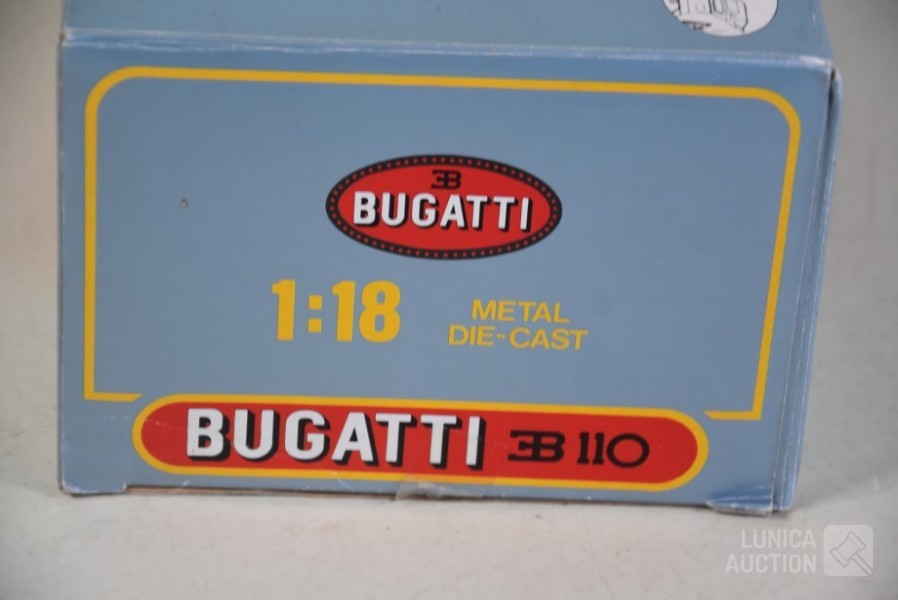 EB
BUGATTI
1:18
METAL
DIE-CAST
BUGATTI EB 110
LUNICA
AUCTION